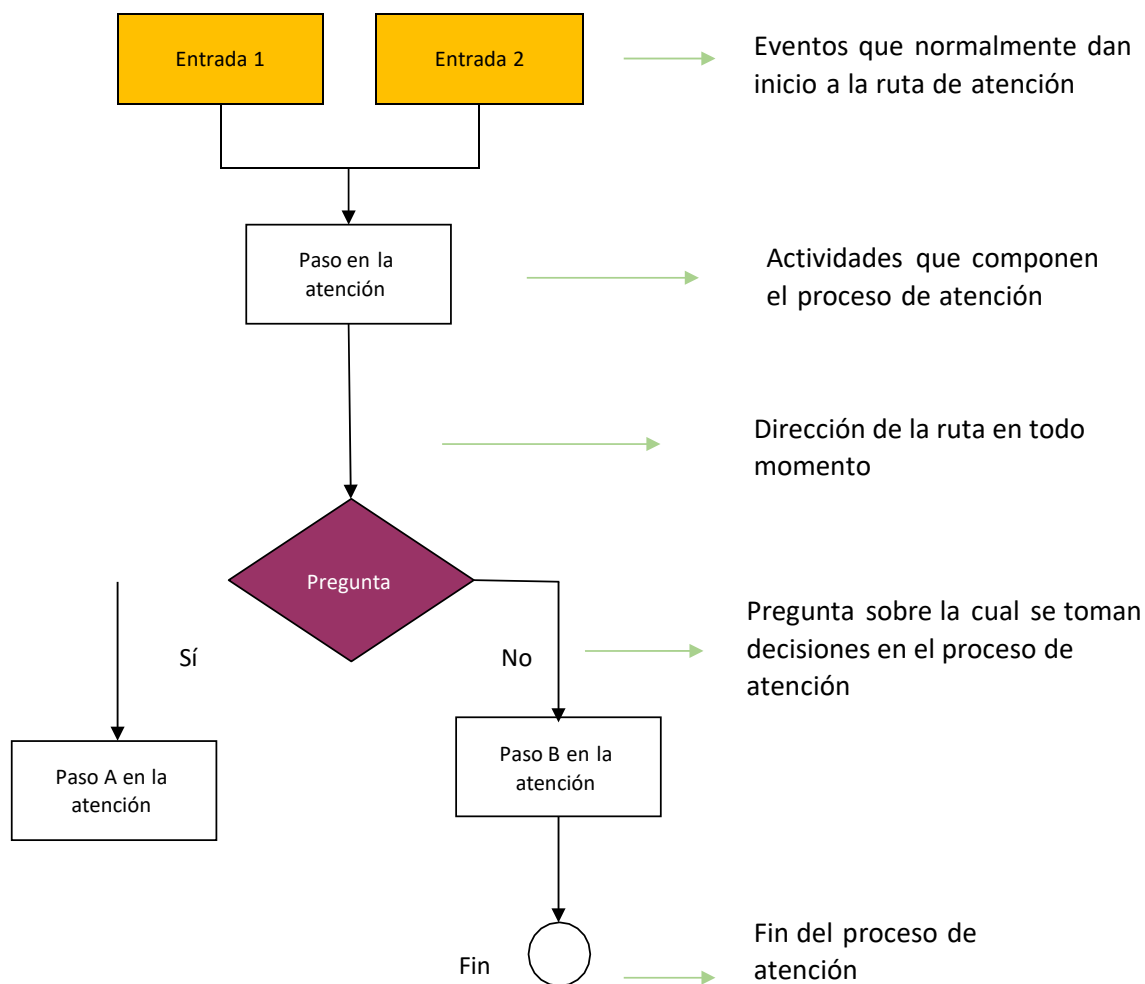 Entrada 1
Entrada 2
Eventos que normalmente dan
inicio a la ruta de atención
Paso en la
atención
Actividades que componen
el proceso de atención
Dirección de la ruta en todo
momento
Pregunta
Pregunta sobre la cual se toman
decisiones en el proceso de
atención
Sí
No
Paso A en la
atención
Paso B en la
atención
Fin
Fin del proceso de
atención